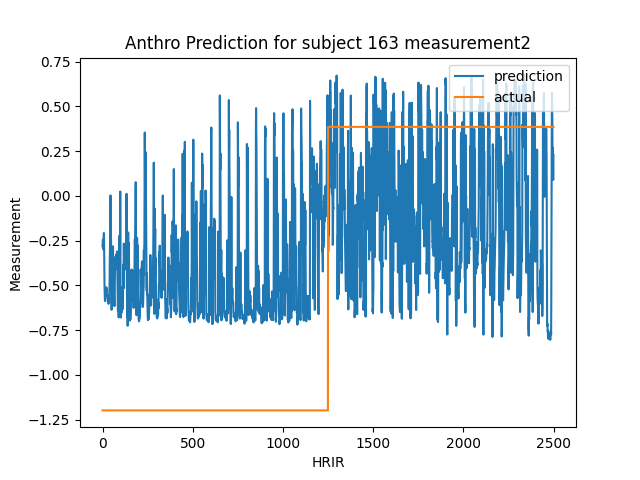 Anthro Prediction for subject 163 measurement2
prediction
actual
Measurement
0.75
0.50
0.25
0.00
−0.25
−0.50
−0.75
−1.00
−1.25
0 500 1000 1500 2000 2500
HRIR